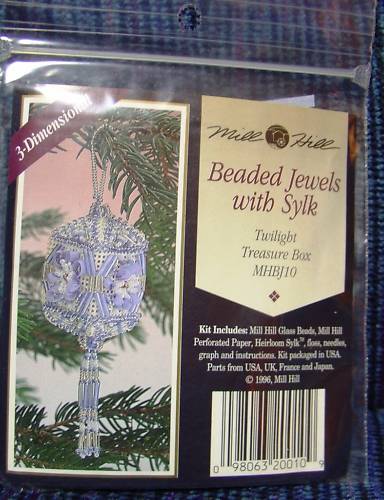 3-Dimensional
Mill Hill
Beaded Jewels
with Sylk
Twilight
Treasure Box
MHBJ10
Kit Includes: Mill Hill Glass Beads, Mill Hill
Perforated Paper, Heirloom Sylk™, floss, needles,
graph and instructions. Kit packaged in USA.
Parts from USA, UK, France and Japan.
© 1996, Mill Hill
0 98063 20010 9